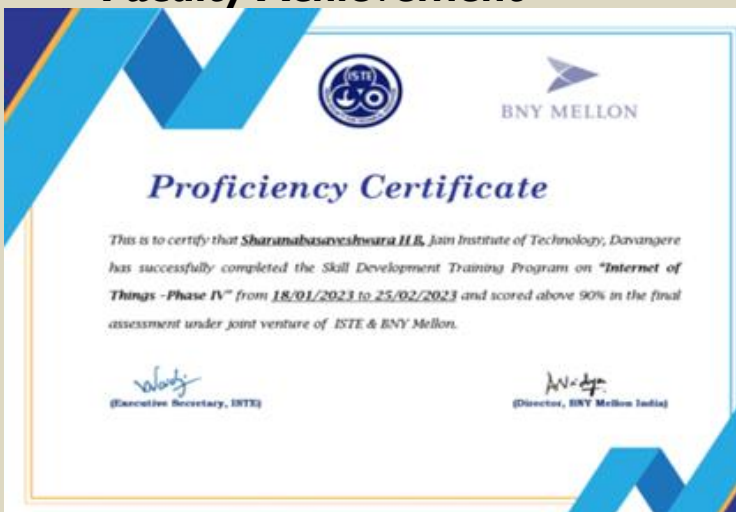 Faculty Achievement
ISTE
BNY MELLON
Proficiency Certificate
This is to certify that Sharanabasaveshwara H B, Jain Institute of Technology, Davangere
has successfully completed the Skill Development Training Program on "Internet of
Things -Phase IV" from 18/01/2023 to 25/02/2023 and scored above 90% in the final
assessment under joint venture of ISTE & BNY Mellon.
(Executive Secretary, ISTE)
(Director, BNY Mellon India)